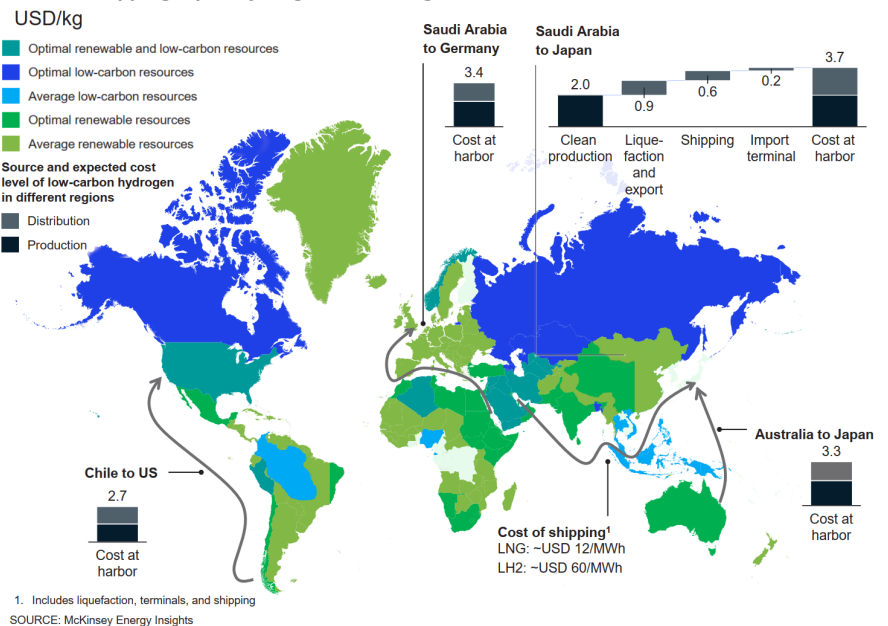 USD/kg
Optimal renewable and low-carbon resources
Optimal low-carbon resources
Average low-carbon resources
Optimal renewable resources
Average renewable resources
Source and expected cost
level of low-carbon hydrogen
in different regions
Distribution
Production
Saudi Arabia
to Germany
3.4
Cost at
harbor
Saudi Arabia
to Japan
2.0
0.9
0.6
0.2
3.7
Clean
production
Lique-
faction
and
export
Shipping
Import
terminal
Cost at
harbor
Chile to US
2.7
Cost at
harbor
Australia to Japan
3.3
Cost at
harbor
Cost of shipping¹
LNG: ~USD 12/MWh
LH2: ~USD 60/MWh
1. Includes liquefaction, terminals, and shipping
SOURCE: McKinsey Energy Insights